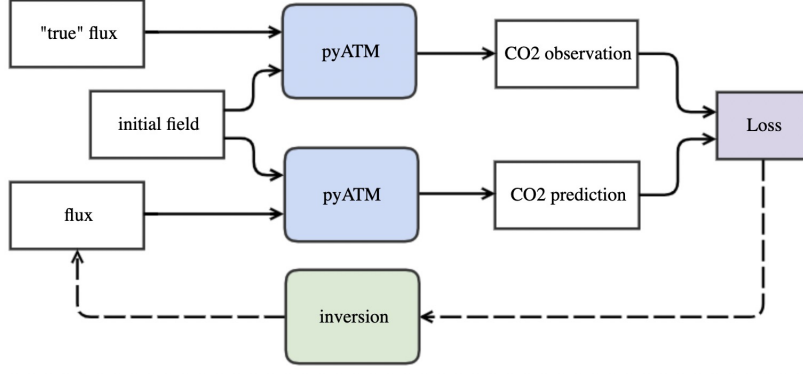 "true" flux
pyATM
CO2 observation
initial field
Loss
flux
pyATM
CO2 prediction
inversion